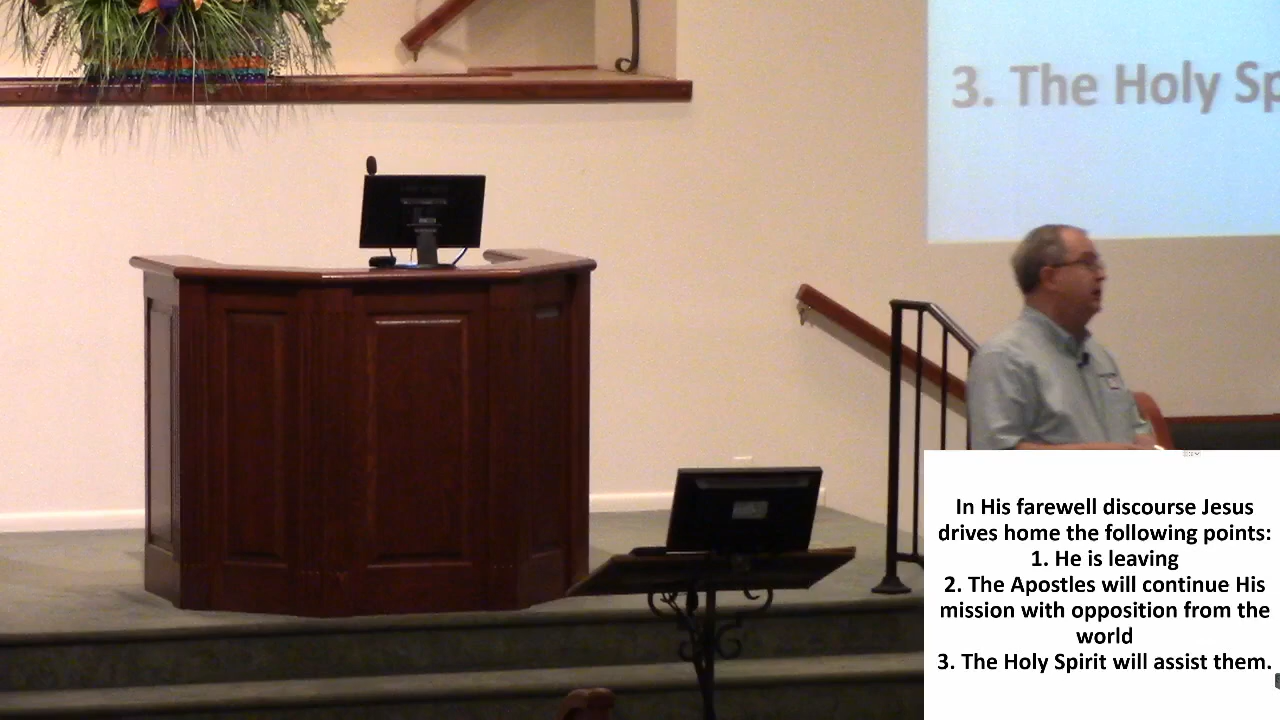 3. The Holy Sp
In His farewell discourse Jesus
drives home the following points:
1. He is leaving
2. The Apostles will continue His
mission with opposition from the
world
3. The Holy Spirit will assist them.